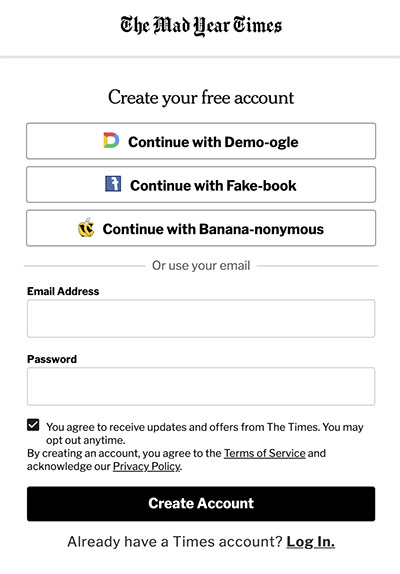 The Mad Year Times
Create your free account
Continue with Demo-ogle
Continue with Fake-book
Continue with Banana-nonymous
Or use your email
Email Address
Password
You agree to receive updates and offers from The Times. You may
opt out anytime.
By creating an account, you agree to the Terms of Service and
acknowledge our Privacy Policy.
Create Account
Already have a Times account? Log In.